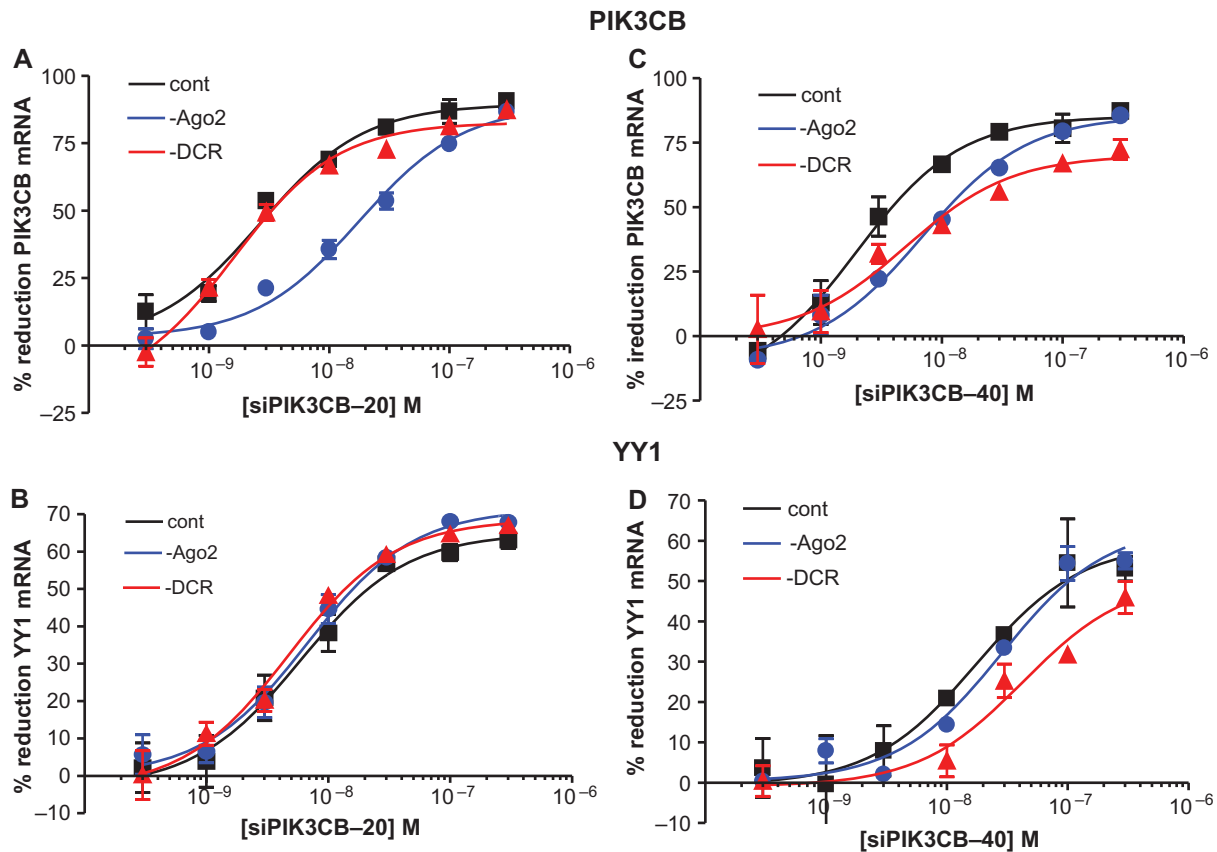 PIK3CB
A
cont
-Ago2
-DCR
% reduction PIK3CB mRNA
100
75
50
25
0
–25
10⁻⁹
10⁻⁸
10⁻⁷
10⁻⁶
[siPIK3CB–20] M
C
cont
-Ago2
-DCR
% ireduction PIK3CB mRNA
100
75
50
25
0
–25
10⁻⁹
10⁻⁸
10⁻⁷
10⁻⁶
[siPIK3CB–40] M
YY1
B
cont
-Ago2
-DCR
% reduction YY1 mRNA
70
60
50
40
30
20
10
0
–10
10⁻⁹
10⁻⁸
10⁻⁷
10⁻⁶
[siPIK3CB–20] M
D
cont
-Ago2
-DCR
% reduction YY1 mRNA
70
60
50
40
30
20
10
0
–10
10⁻⁹
10⁻⁸
10⁻⁷
10⁻⁶
[siPIK3CB–40] M